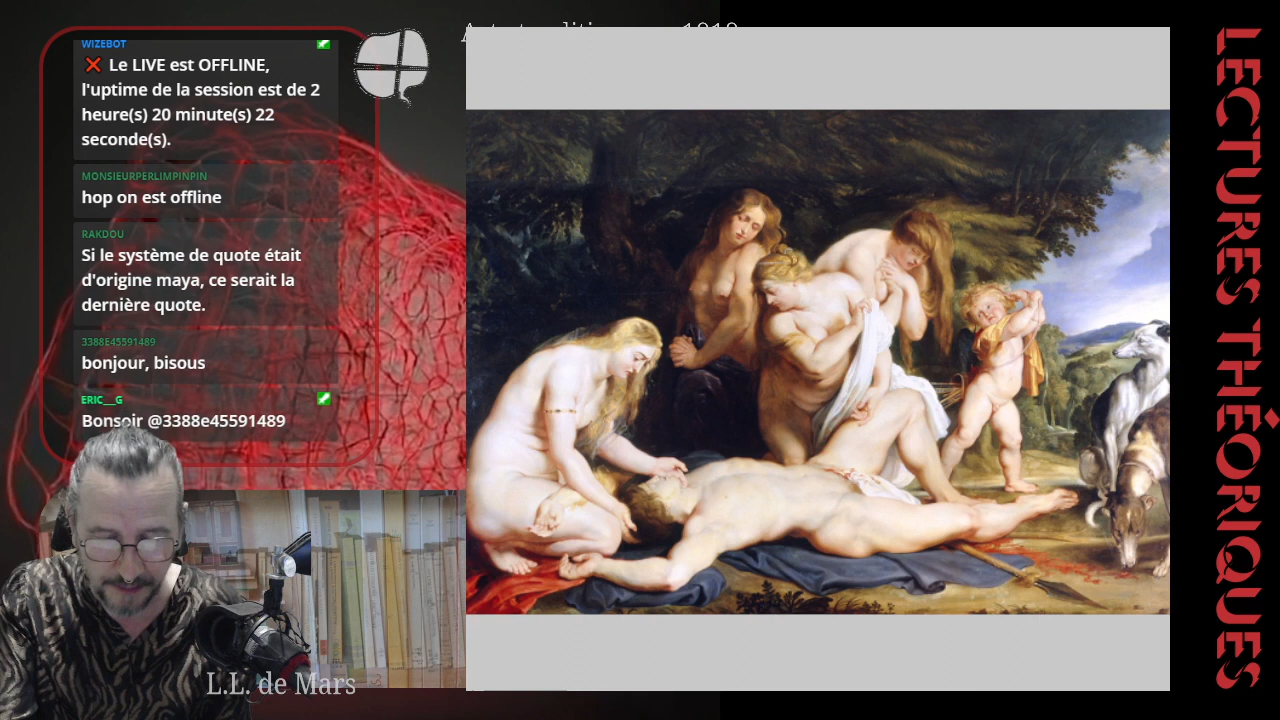 WIZEBOT
❌ Le LIVE est OFFLINE,
l'uptime de la session est de 2
heure(s) 20 minute(s) 22
seconde(s).
MONSIEURPERLIMPINPIN
hop on est offline
RAKDOU
Si le système de quote était
d'origine maya, ce serait la
dernière quote.
3388E45591489
bonjour, bisous
ERIC__G
Bonsoir @3388e45591489
L.L. de Mars
LECTURES THÉORIQUES